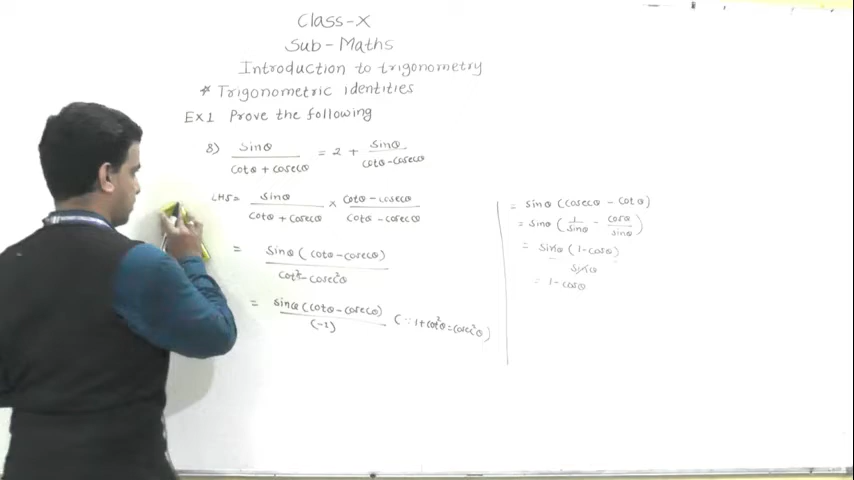 Class-X
Sub-Maths
Introduction to trigonometry
* Trigonometric identities
EX1 Prove the following
8) sinθ / (cotθ + cosecθ) = 2 + sinθ / (cotθ - cosecθ)
LHS = sinθ / (cotθ + cosecθ) × (cotθ - cosecθ) / (cotθ - cosecθ)
= sinθ (cotθ - cosecθ) / (cot²θ - cosec²θ)
= sinθ (cotθ - cosecθ) / (-1) (∵ 1 + cot²θ = cosec²θ)
= sinθ (cosecθ - cotθ)
= sinθ (1/sinθ - cosθ/sinθ)
= sinθ (1 - cosθ) / sinθ
= 1 - cosθ